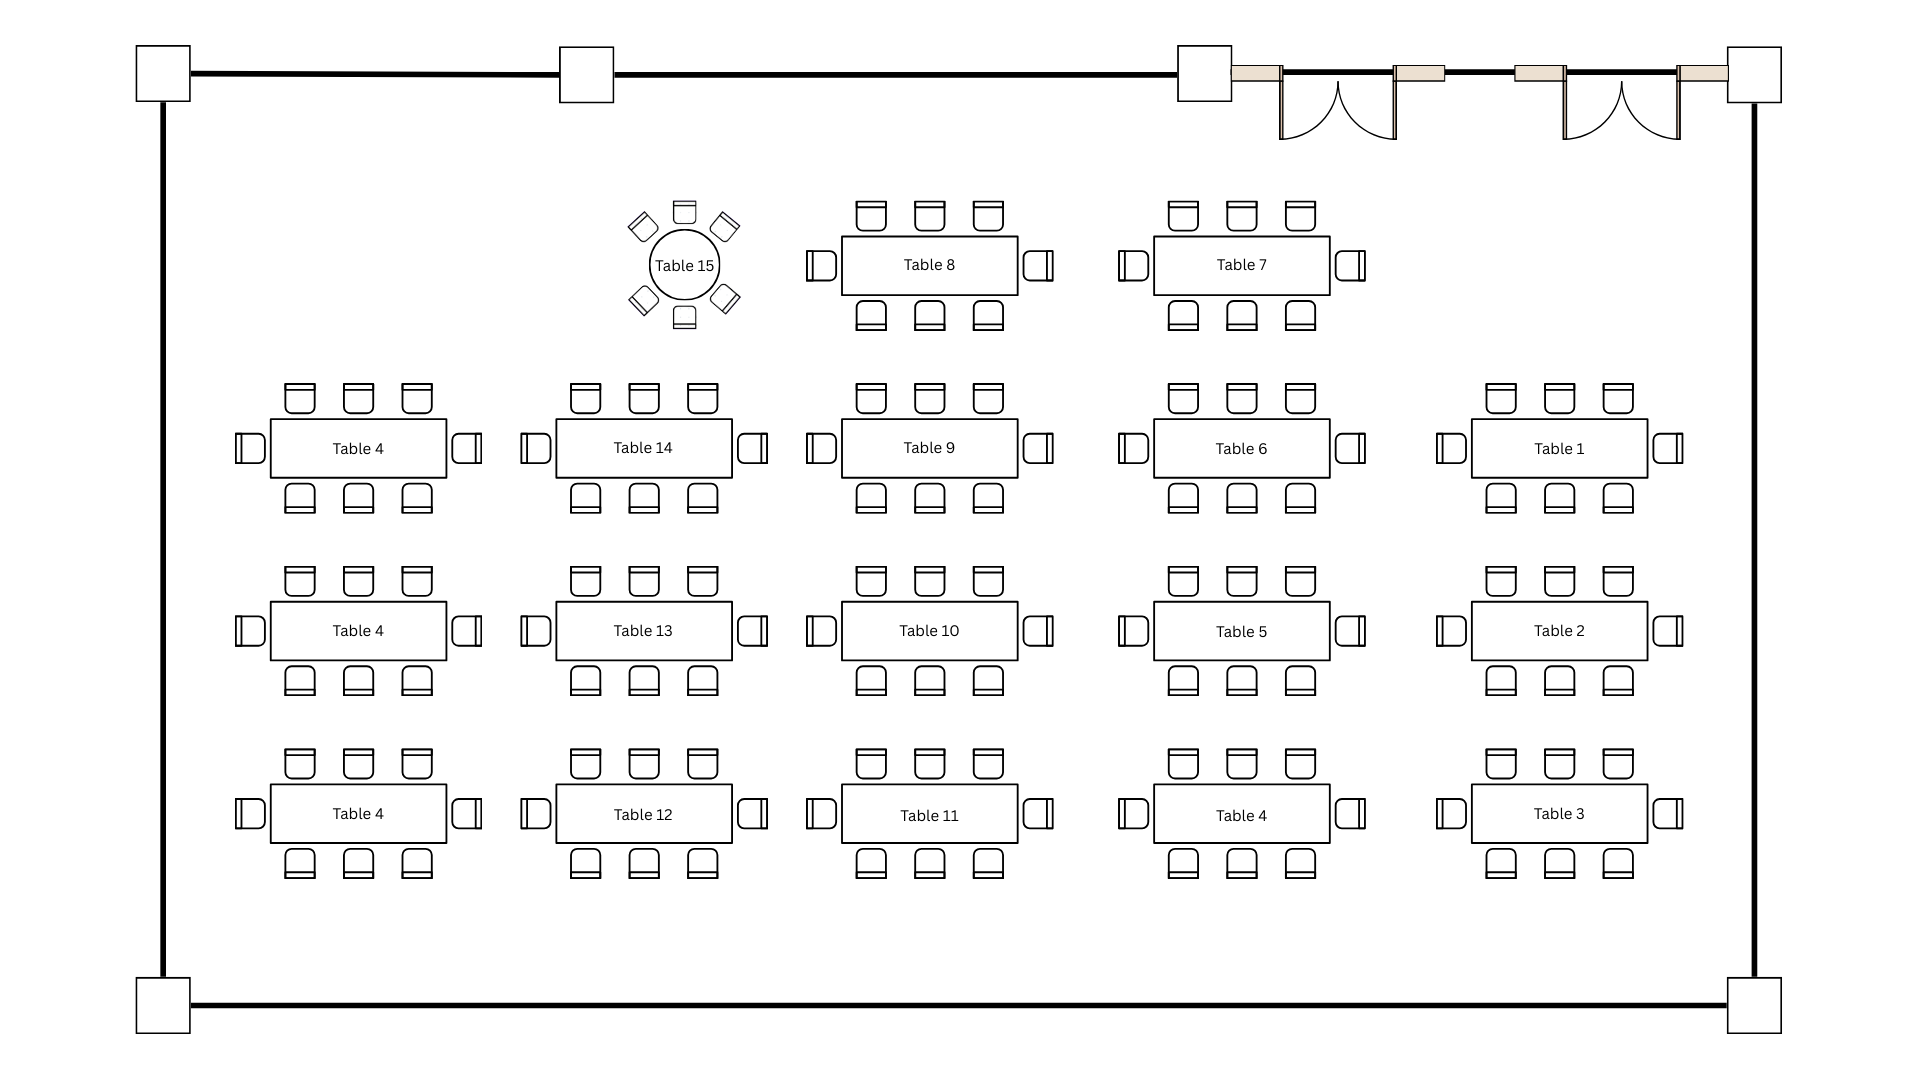 Table 15
Table 8
Table 7
Table 4
Table 14
Table 9
Table 6
Table 1
Table 4
Table 13
Table 10
Table 5
Table 2
Table 4
Table 12
Table 11
Table 4
Table 3